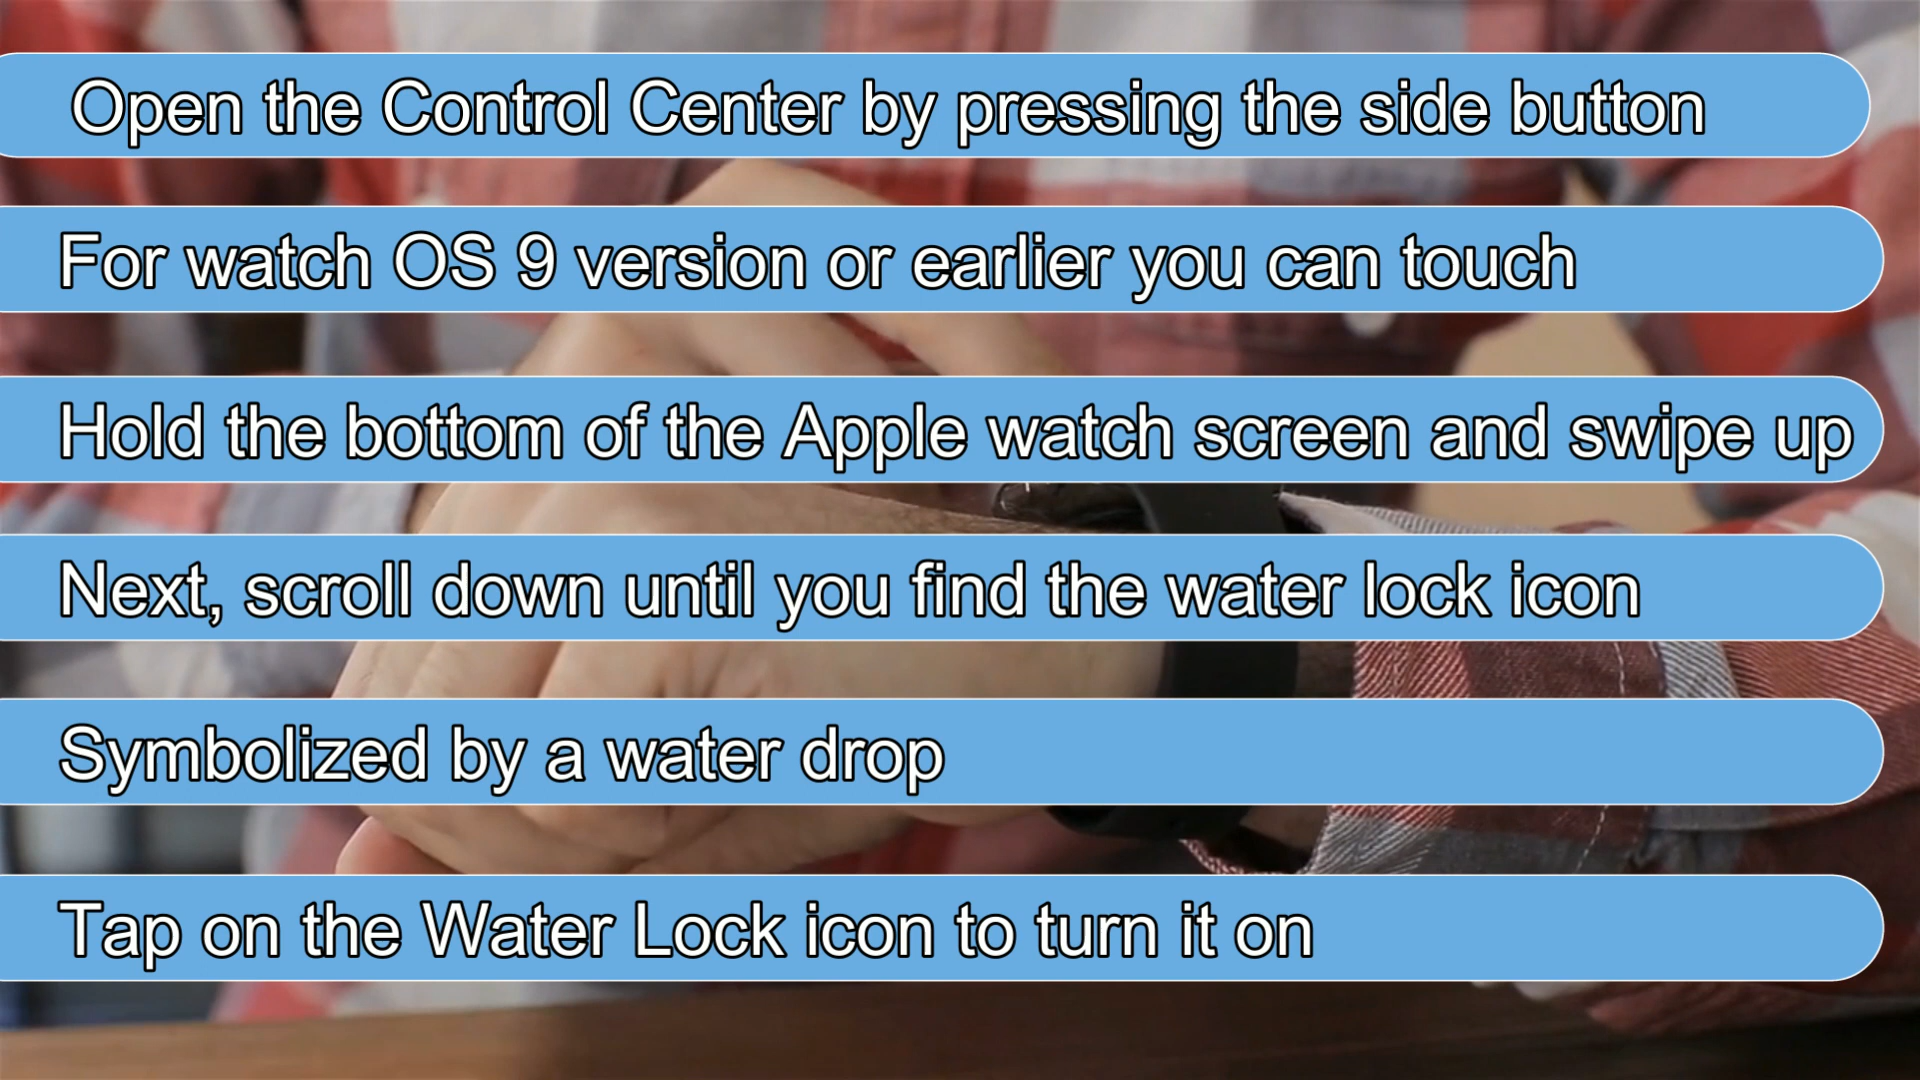 Open the Control Center by pressing the side button
For watch OS 9 version or earlier you can touch
Hold the bottom of the Apple watch screen and swipe up
Next, scroll down until you find the water lock icon
Symbolized by a water drop
Tap on the Water Lock icon to turn it on